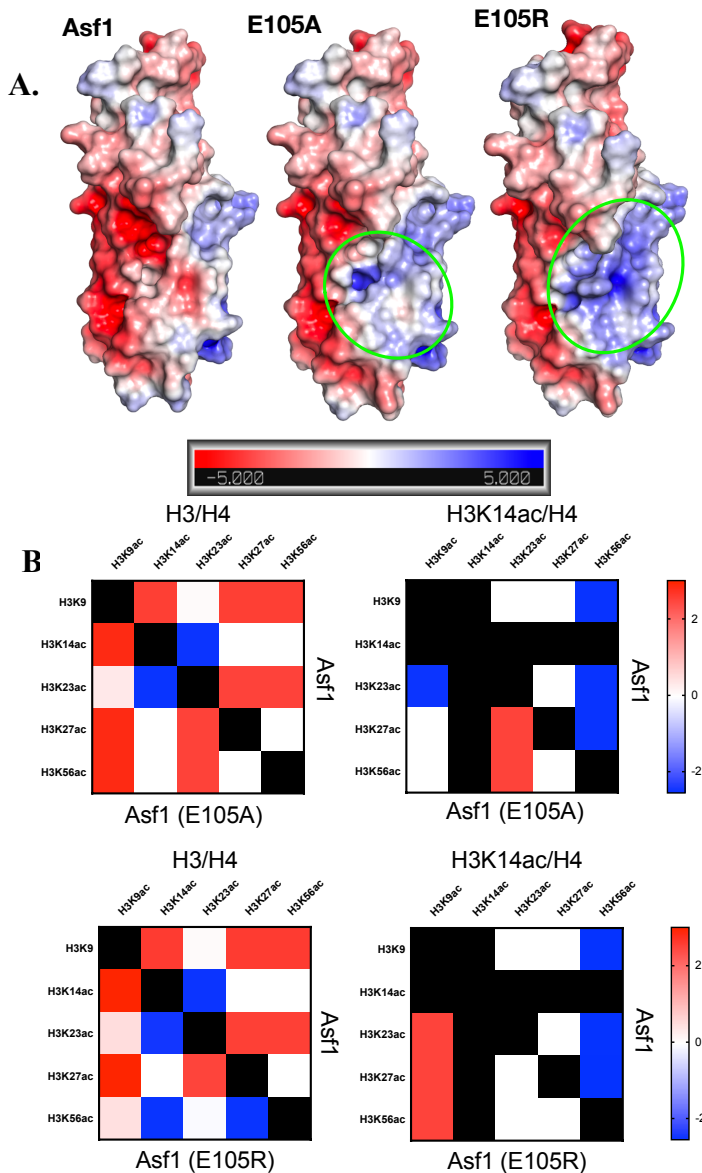 Asf1 E105A E105R
A.
-5.000 5.000
H3/H4 H3K14ac/H4
B
H3K9ac H3K14ac H3K23ac H3K27ac H3K56ac H3K9ac H3K14ac H3K23ac H3K27ac H3K56ac
H3K9 H3K9
H3K14ac H3K14ac
H3K23ac H3K23ac
H3K27ac H3K27ac
H3K56ac H3K56ac
Asf1 Asf1
2
0
-2
Asf1 (E105A) Asf1 (E105A)
H3/H4 H3K14ac/H4
H3K9ac H3K14ac H3K23ac H3K27ac H3K56ac H3K9ac H3K14ac H3K23ac H3K27ac H3K56ac
H3K9 H3K9
H3K14ac H3K14ac
H3K23ac H3K23ac
H3K27ac H3K27ac
H3K56ac H3K56ac
Asf1 Asf1
2
0
-2
Asf1 (E105R) Asf1 (E105R)